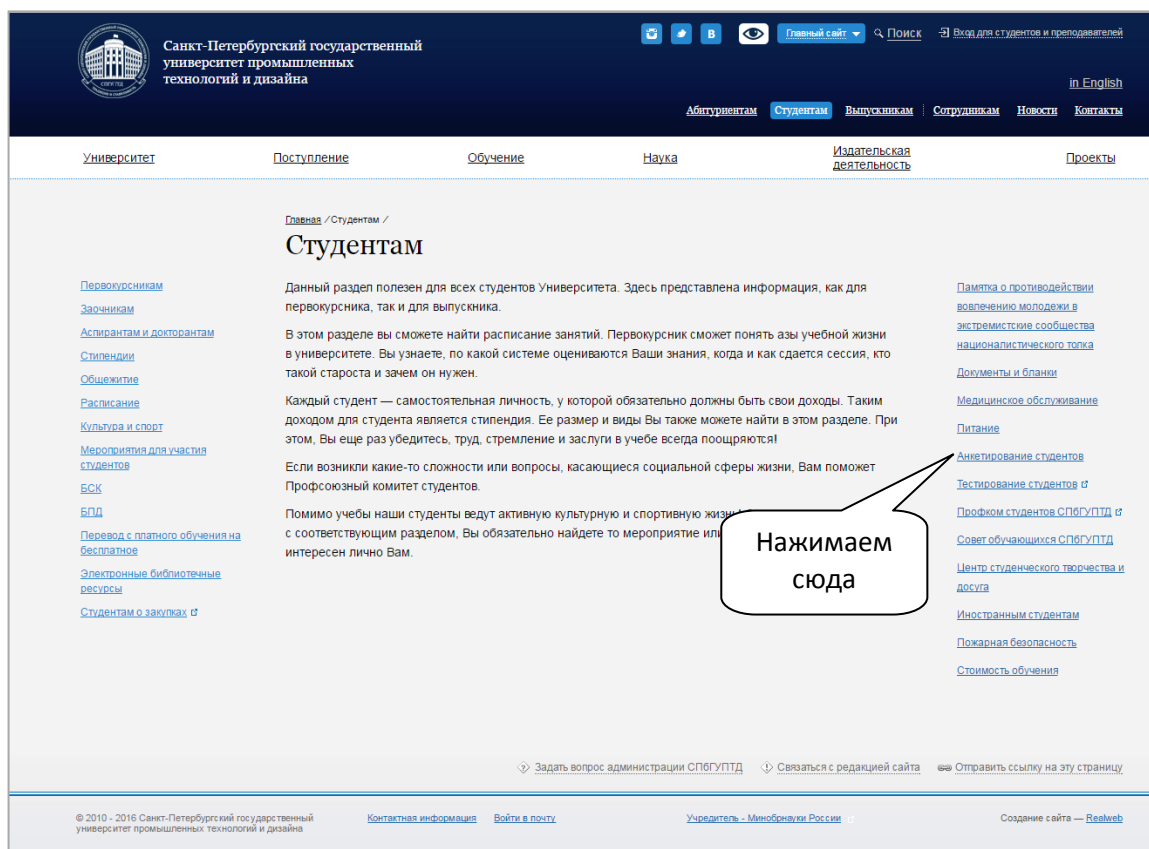 Санкт-Петербургский государственный
университет промышленных
технологий и дизайна
СПГУТД
В
Главный сайт
Поиск
Вход для студентов и преподавателей
in English
Абитуриентам Студентам Выпускникам Сотрудникам Новости Контакты
Университет Поступление Обучение Наука Издательская деятельность Проекты
Главная /Студентам /
Студентам
Первокурсникам
Заочникам
Аспирантам и докторантам
Стипендии
Общежитие
Расписание
Культура и спорт
Мероприятия для участия
студентов
БСК
БПД
Перевод с платного обучения на
бесплатное
Электронные библиотечные
ресурсы
Студентам о закупках
Данный раздел полезен для всех студентов Университета. Здесь представлена информация, как для
первокурсника, так и для выпускника.
В этом разделе вы сможете найти расписание занятий. Первокурсник сможет понять азы учебной жизни
в университете. Вы узнаете, по какой системе оцениваются Ваши знания, когда и как сдается сессия, кто
такой староста и зачем он нужен.
Каждый студент — самостоятельная личность, у которой обязательно должны быть свои доходы. Таким
доходом для студента является стипендия. Ее размер и виды Вы также можете найти в этом разделе. При
этом, Вы еще раз убедитесь, труд, стремление и заслуги в учебе всегда поощряются!
Если возникли какие-то сложности или вопросы, касающиеся социальной сферы жизни, Вам поможет
Профсоюзный комитет студентов.
Помимо учебы наши студенты ведут активную культурную и спортивную жизнь!
с соответствующим разделом, Вы обязательно найдете то мероприятие или
интересен лично Вам.
Нажимаем
сюда
Памятка о противодействии
вовлечению молодежи в
экстремистские сообщества
националистического толка
Документы и бланки
Медицинское обслуживание
Питание
Анкетирование студентов
Тестирование студентов
Профком студентов СПбГУПТД
Совет обучающихся СПбГУПТД
Центр студенческого творчества и
досуга
Иностранным студентам
Пожарная безопасность
Стоимость обучения
Задать вопрос администрации СПбГУПТД Связаться с редакцией сайта Отправить ссылку на эту страницу
© 2010 - 2016 Санкт-Петербургский государственный
университет промышленных технологий и дизайна
Контактная информация Войти в почту Учредитель - Минобрнауки России Создание сайта — Realweb